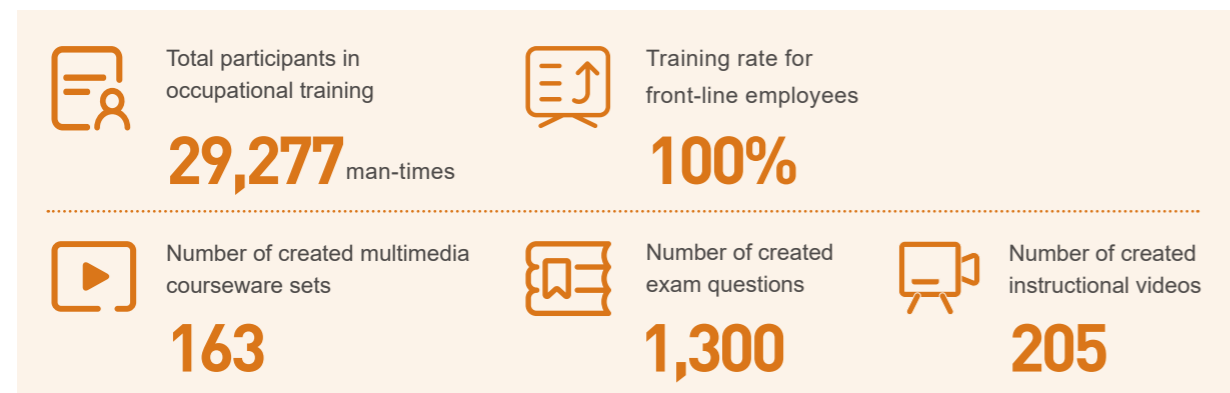 Total participants in
occupational training
29,277 man-times
Training rate for
front-line employees
100%
Number of created multimedia
courseware sets
163
Number of created
exam questions
1,300
Number of created
instructional videos
205